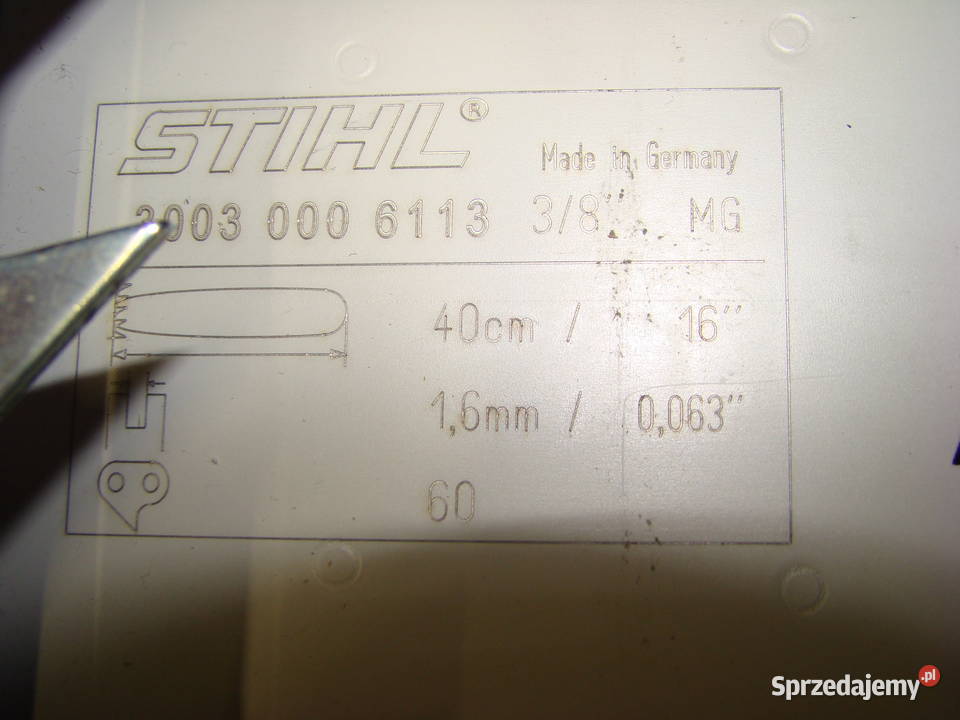 STIHL®
Made in Germany
3003 000 6113 3/8" MG
40cm / 16"
1,6mm / 0,063"
60
Sprzedajemy.pl